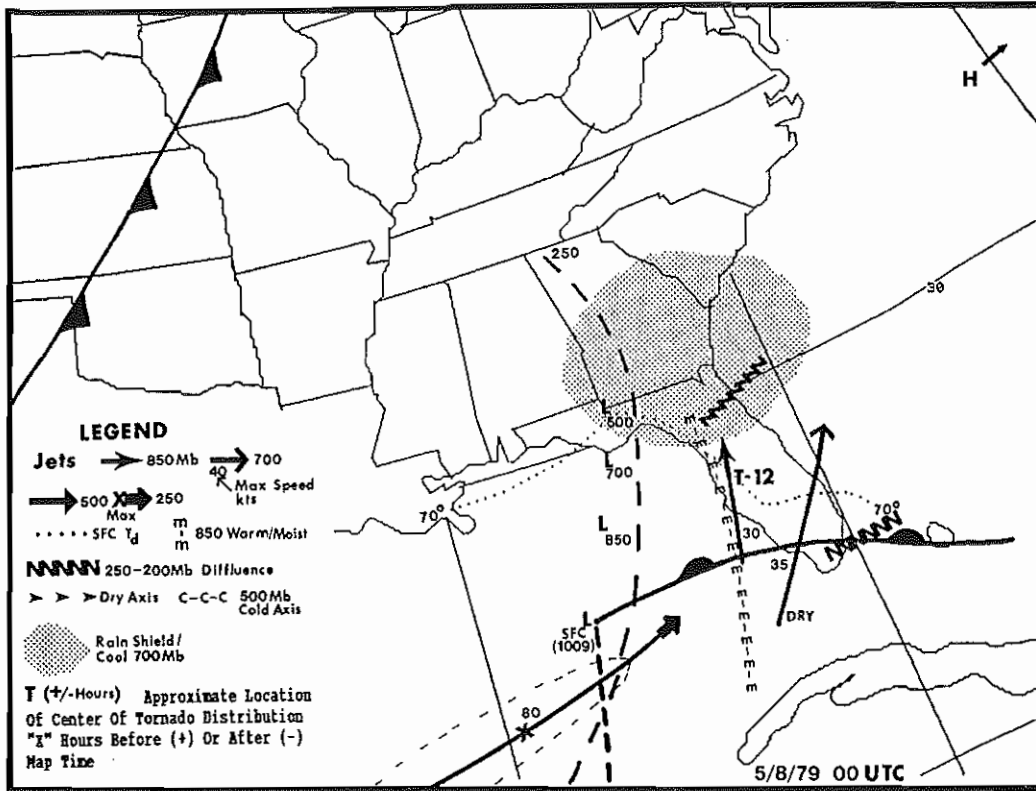 H
250
30
L
500
L
700
L
850
L
SFC
(1009)
T-12
70°
70°
30
35
DRY
E
E
E
m
m
m
80
LEGEND
Jets 850 Mb 700
40 Max Speed
kts
500 X 250
Max
SFC Td m m 850 Warm/Moist
250-200Mb Diffluence
Dry Axis C-C-C 500Mb
Cold Axis
Rain Shield/
Cool 700Mb
T (+/-Hours) Approximate Location
Of Center Of Tornado Distribution
"X" Hours Before (+) Or After (-)
Map Time
5/8/79 00 UTC